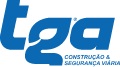 tga
CONSTRUÇÃO &
SEGURANÇA VIÁRIA